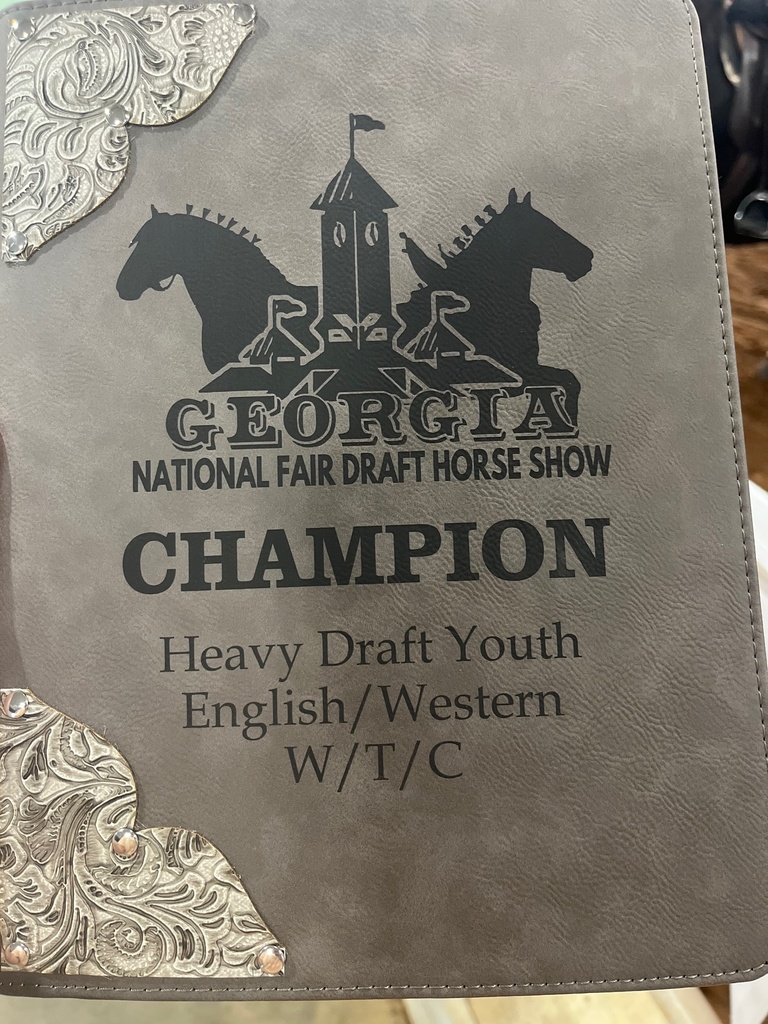 GEORGIA
NATIONAL FAIR DRAFT HORSE SHOW
CHAMPION
Heavy Draft Youth
English/Western
W/T/C